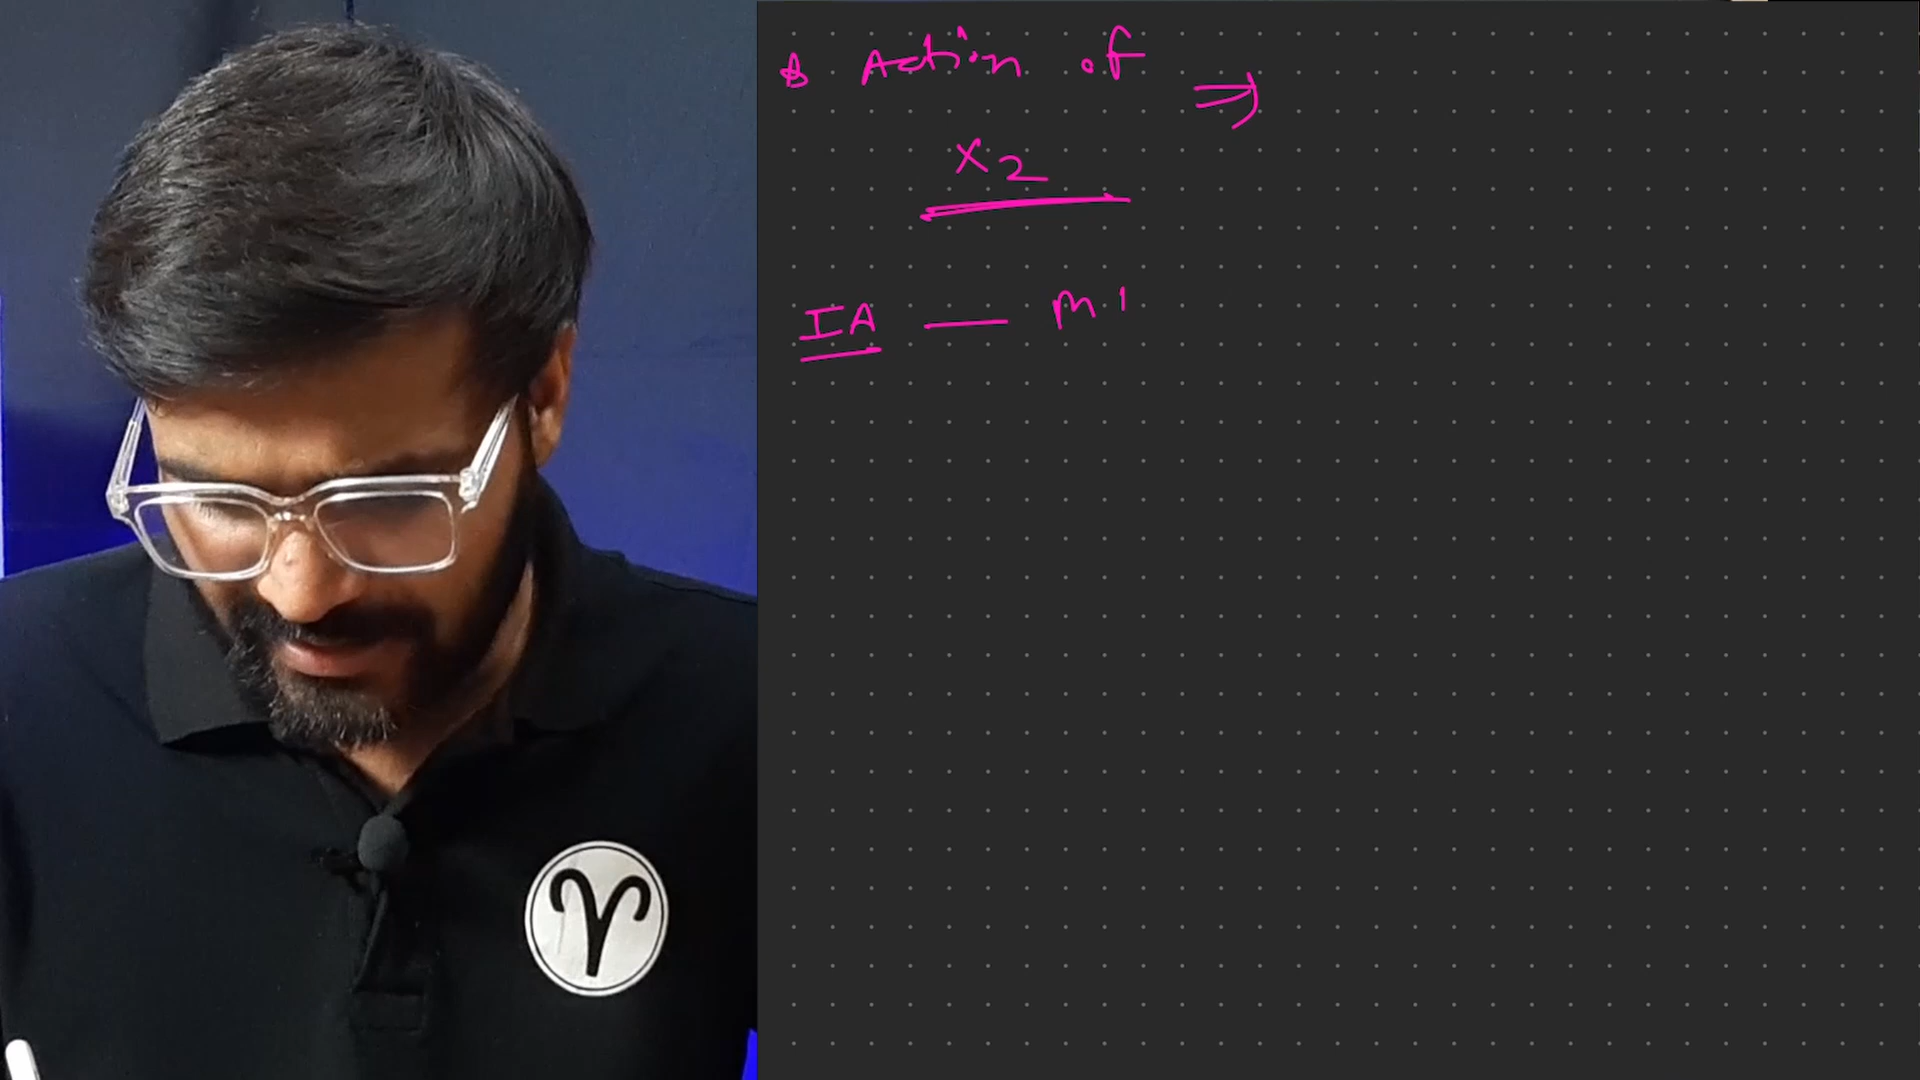 Action of ⇒
X2
IA — M.1